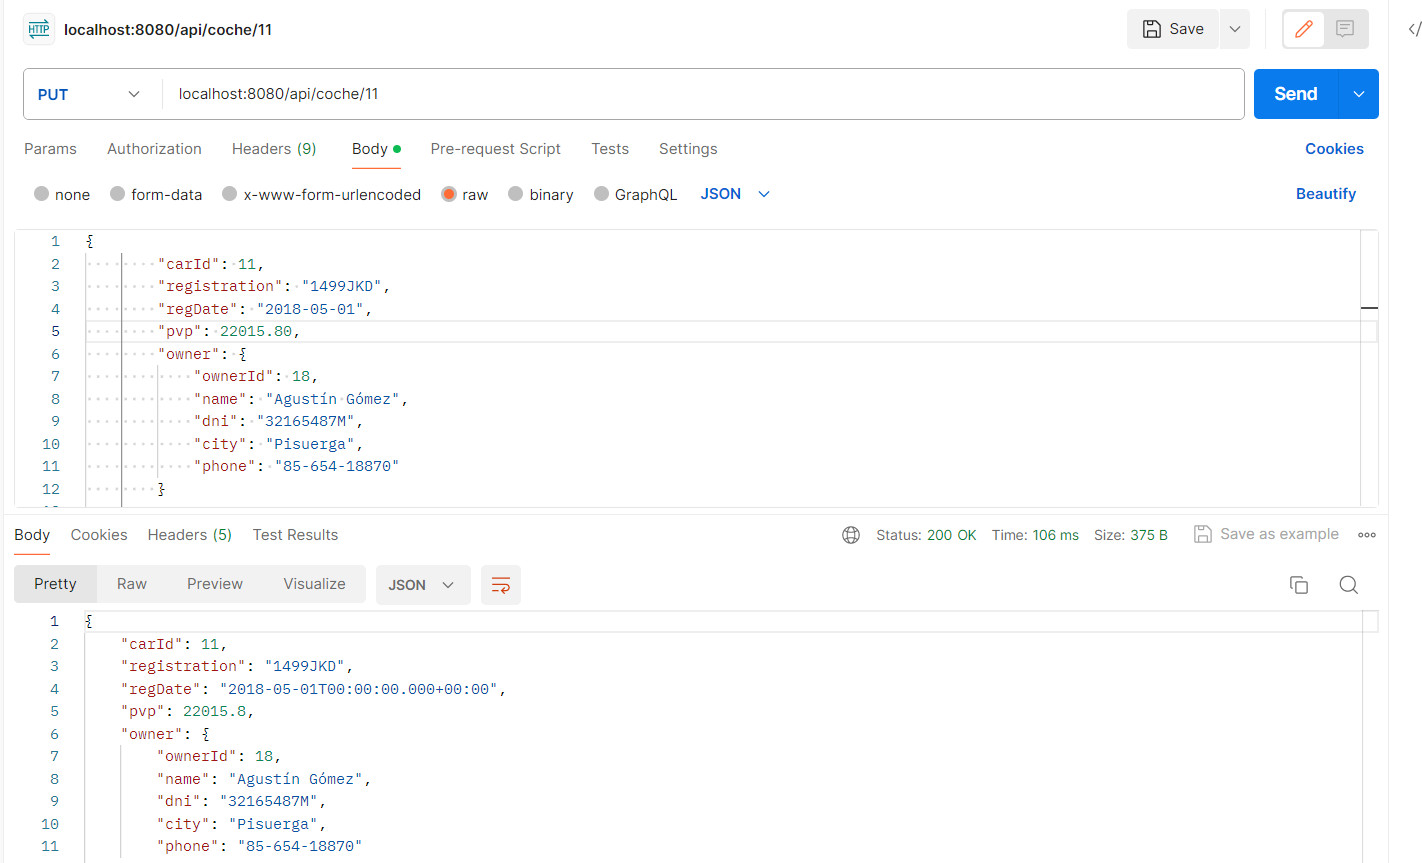 HTTP localhost:8080/api/coche/11 Save
PUT localhost:8080/api/coche/11 Send
Params Authorization Headers (9) Body Pre-request Script Tests Settings Cookies
none form-data x-www-form-urlencoded raw binary GraphQL JSON Beautify
1 {
2 "carId": 11,
3 "registration": "1499JKD",
4 "regDate": "2018-05-01",
5 "pvp": 22015.80,
6 "owner": {
7 "ownerId": 18,
8 "name": "Agustín Gómez",
9 "dni": "32165487M",
10 "city": "Pisuerga",
11 "phone": "85-654-18870"
12 }
Body Cookies Headers (5) Test Results Status: 200 OK Time: 106 ms Size: 375 B Save as example
Pretty Raw Preview Visualize JSON
1 {
2 "carId": 11,
3 "registration": "1499JKD",
4 "regDate": "2018-05-01T00:00:00.000+00:00",
5 "pvp": 22015.8,
6 "owner": {
7 "ownerId": 18,
8 "name": "Agustín Gómez",
9 "dni": "32165487M",
10 "city": "Pisuerga",
11 "phone": "85-654-18870"